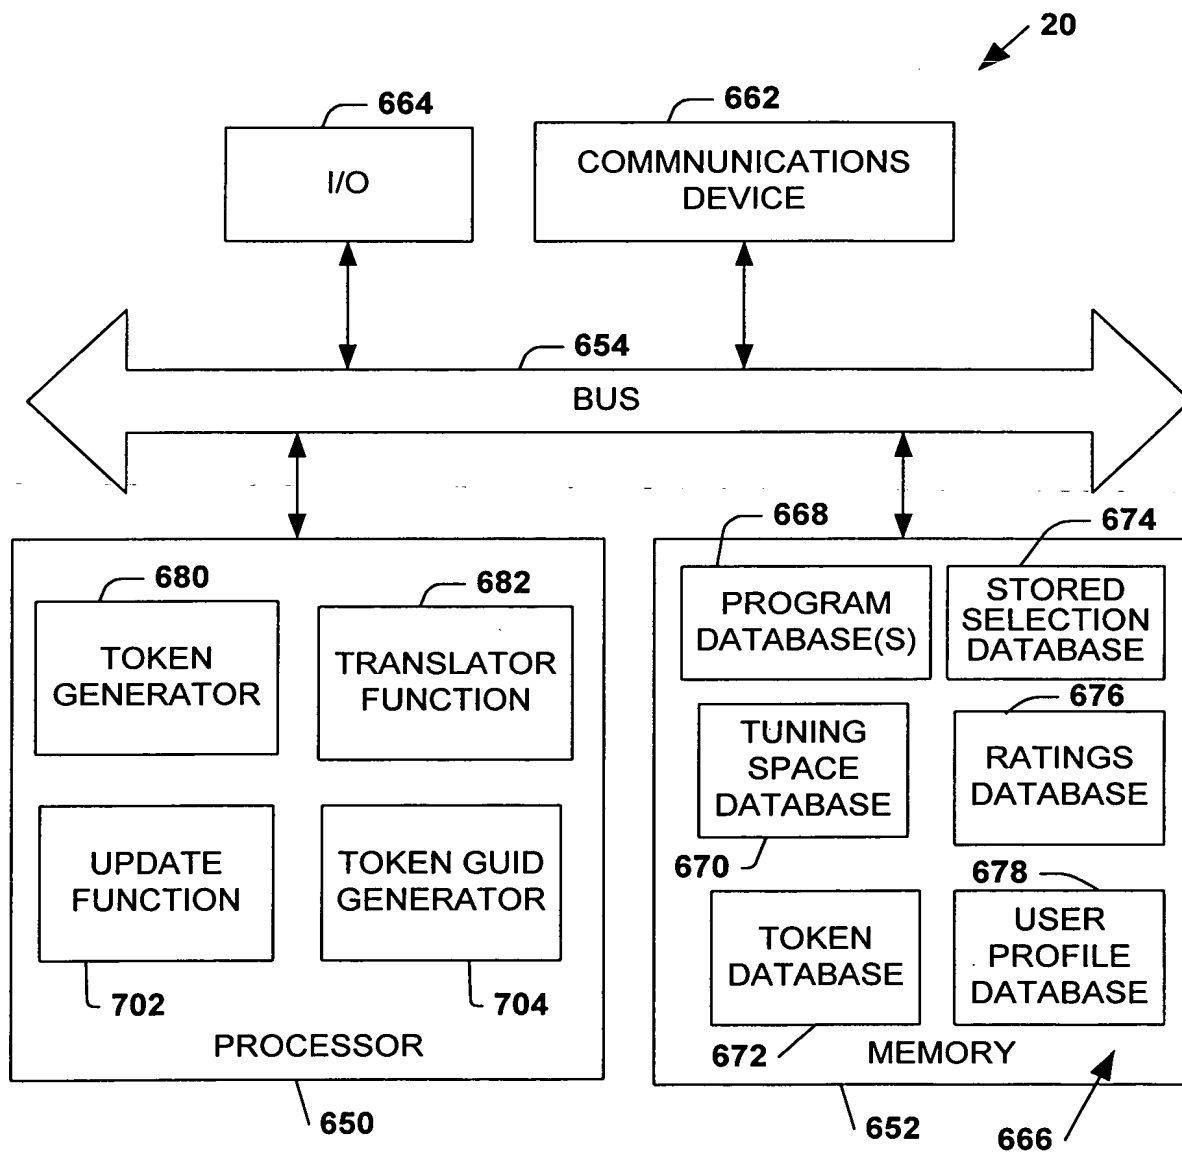 20
664
662
I/O
COMMNUNICATIONS
DEVICE
654
BUS
668
674
680
682
PROGRAM
DATABASE(S)
STORED
SELECTION
DATABASE
TOKEN
GENERATOR
TRANSLATOR
FUNCTION
676
TUNING
SPACE
DATABASE
RATINGS
DATABASE
670
UPDATE
FUNCTION
TOKEN GUID
GENERATOR
678
TOKEN
DATABASE
USER
PROFILE
DATABASE
702
704
PROCESSOR
672
MEMORY
650
652
666